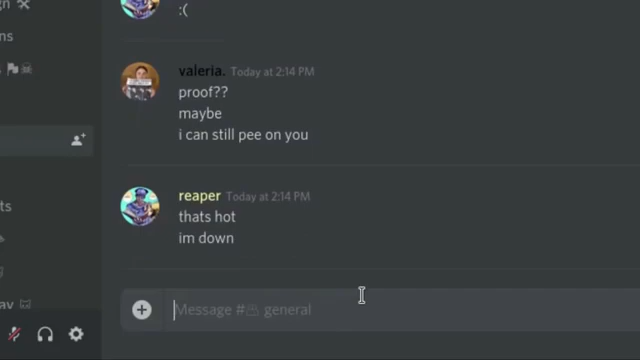 :(
valeria. Today at 2:14 PM
proof??
maybe
i can still pee on you
reaper Today at 2:14 PM
thats hot
im down
Message # general